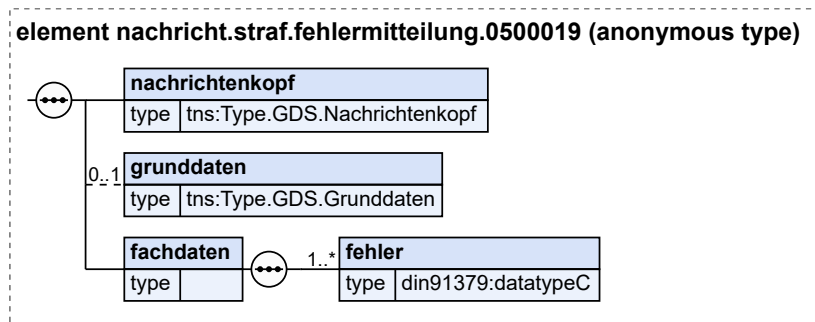 element nachricht.straf.fehlermitteilung.0500019 (anonymous type)
nachrichtenkopf
type tns:Type.GDS.Nachrichtenkopf
0..1 grunddaten
type tns:Type.GDS.Grunddaten
fachdaten 1..* fehler
type type din91379:datatypeC